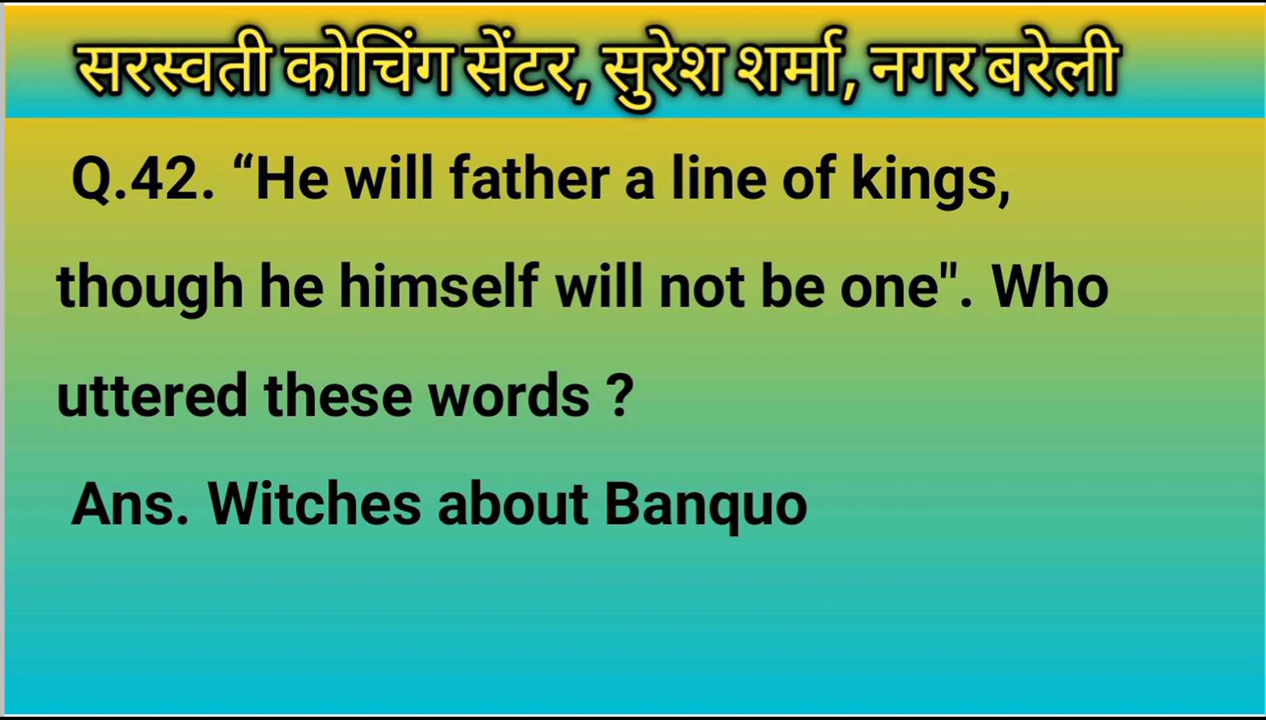 सरस्वती कोचिंग सेंटर, सुरेश शर्मा, नगर बरेली
Q.42. “He will father a line of kings,
though he himself will not be one". Who
uttered these words ?
Ans. Witches about Banquo